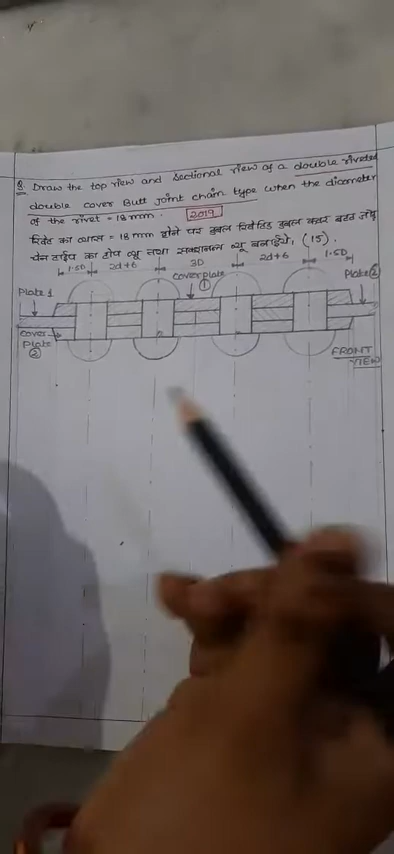 Q. Draw the top view and Sectional view of a double riveted
double cover Butt Joint chain type when the diameter
of the rivet = 18 mm. 2019
रिवेट का व्यास = 18 mm होने पर डबल रिवेटिड डबल कवर बटट जोड़
चेन टाईप का टोप व्यू तथा सेक्शनल व्यू बनाईये, (15).
1.5D 2d+6 3D 2d+6 1.5D
Plate 1 Cover plate 1 Plate 2
Cover Plate 2
FRONT VIEW